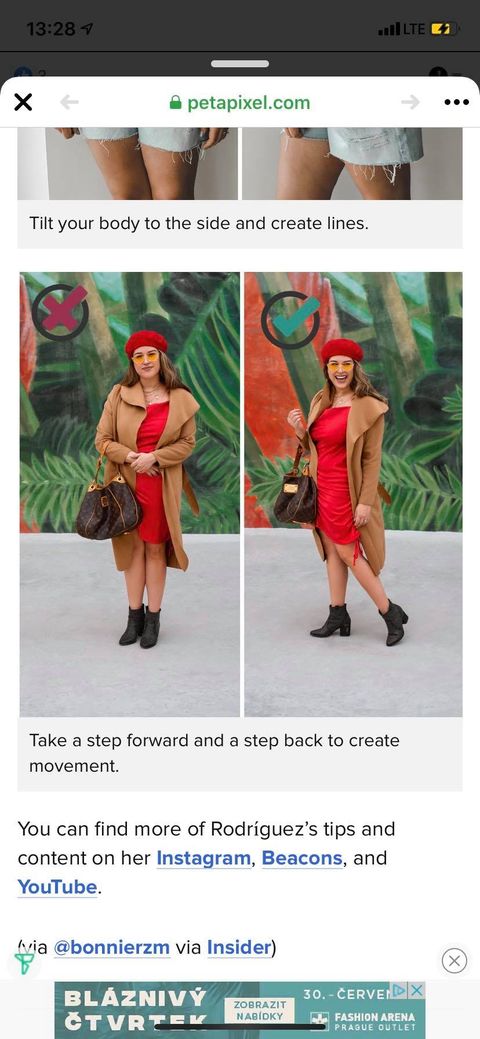 13:28
LTE
petapixel.com
Tilt your body to the side and create lines.
Take a step forward and a step back to create
movement.
You can find more of Rodríguez’s tips and
content on her Instagram, Beacons, and
YouTube.
(via @bonnierzm via Insider)
BLÁZNIVÝ
ČTVRTEK
ZOBRAZIT
NABÍDKY
30. - ČERVEN
FASHION ARENA
PRAGUE OUTLET